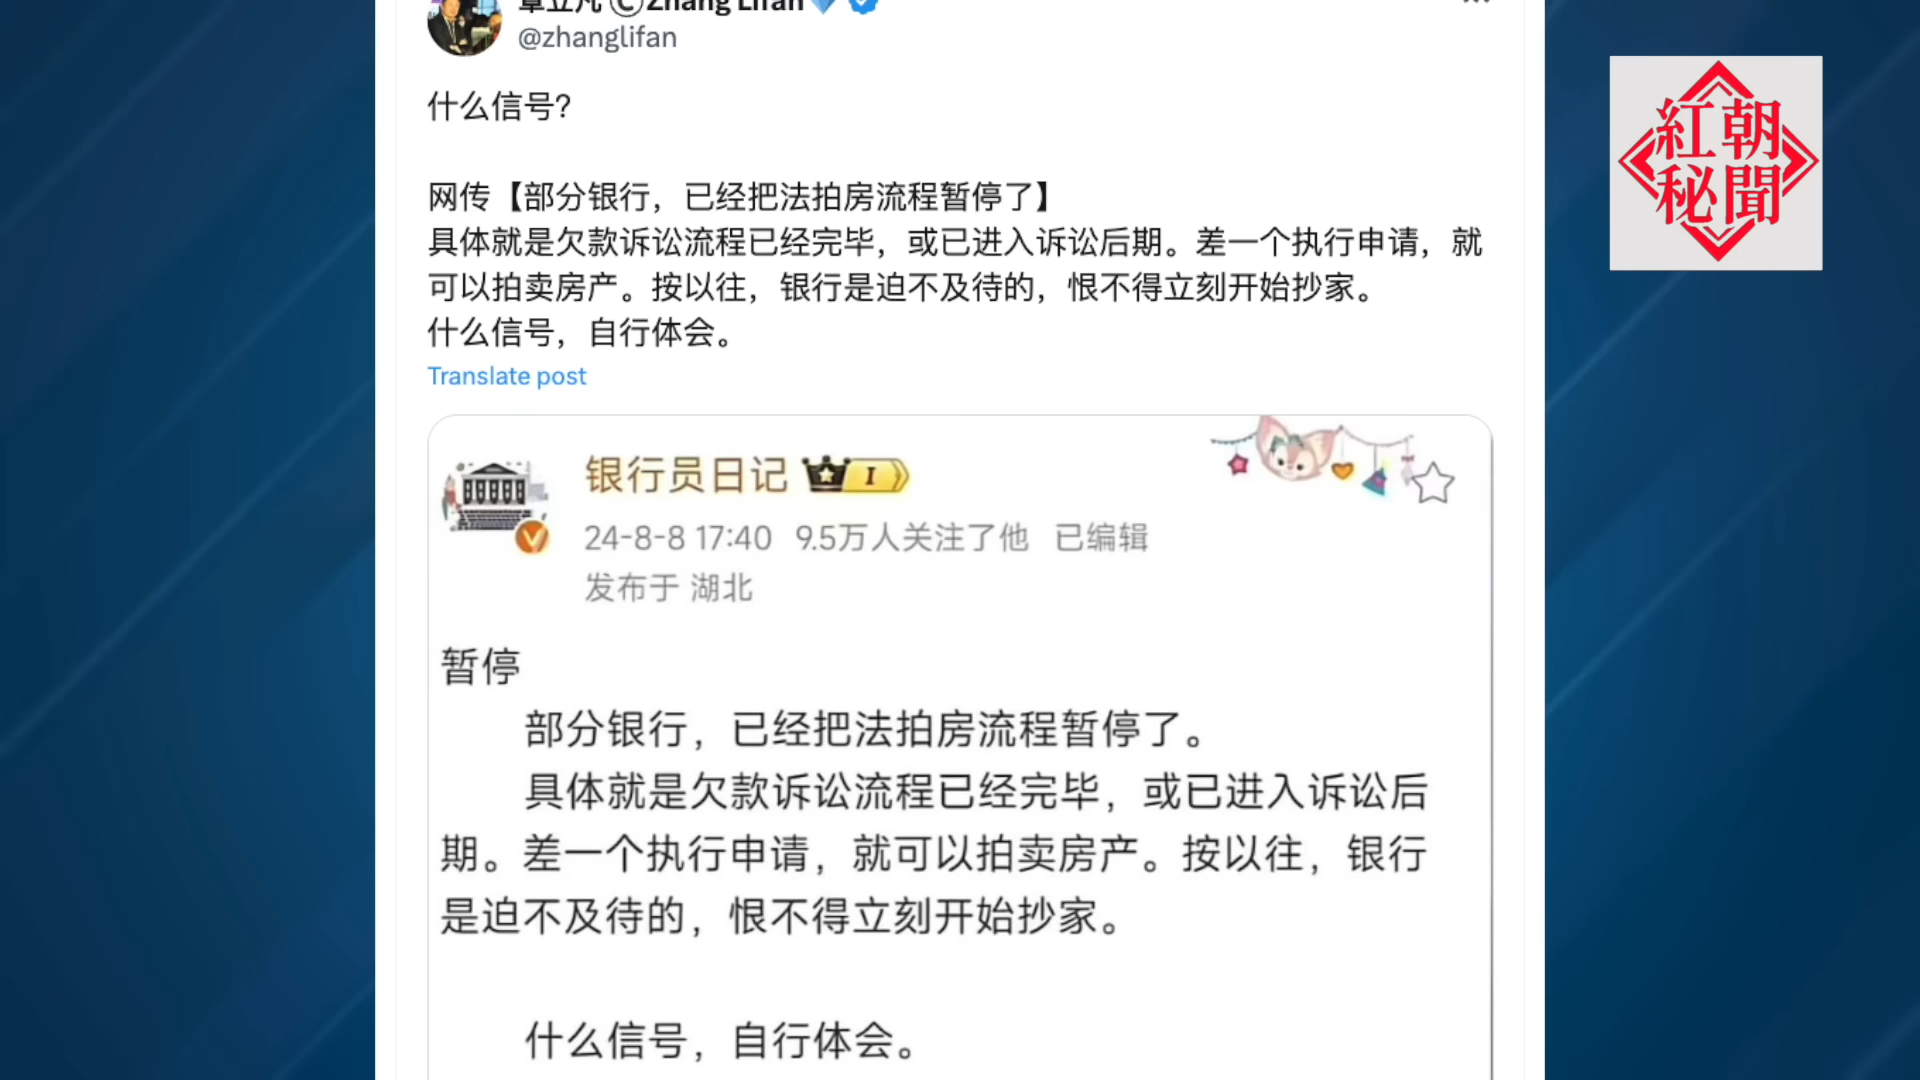 章立凡 ⒸZhang Lifan
@zhanglifan
什么信号?
网传【部分银行，已经把法拍房流程暂停了】
具体就是欠款诉讼流程已经完毕，或已进入诉讼后期。差一个执行申请，就
可以拍卖房产。按以往，银行是迫不及待的，恨不得立刻开始抄家。
什么信号，自行体会。
Translate post
银行员日记 I
24-8-8 17:40 9.5万人关注了他 已编辑
发布于 湖北
暂停
部分银行，已经把法拍房流程暂停了。
具体就是欠款诉讼流程已经完毕，或已进入诉讼后
期。差一个执行申请，就可以拍卖房产。按以往，银行
是迫不及待的，恨不得立刻开始抄家。
什么信号，自行体会。
紅朝
秘聞